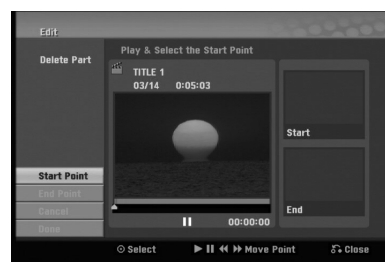 Edit
Delete Part
Play & Select the Start Point
TITLE 1
03/14 0:05:03
Start
Start Point
End Point
Cancel
Done
End
00:00:00
Select
Move Point
Close